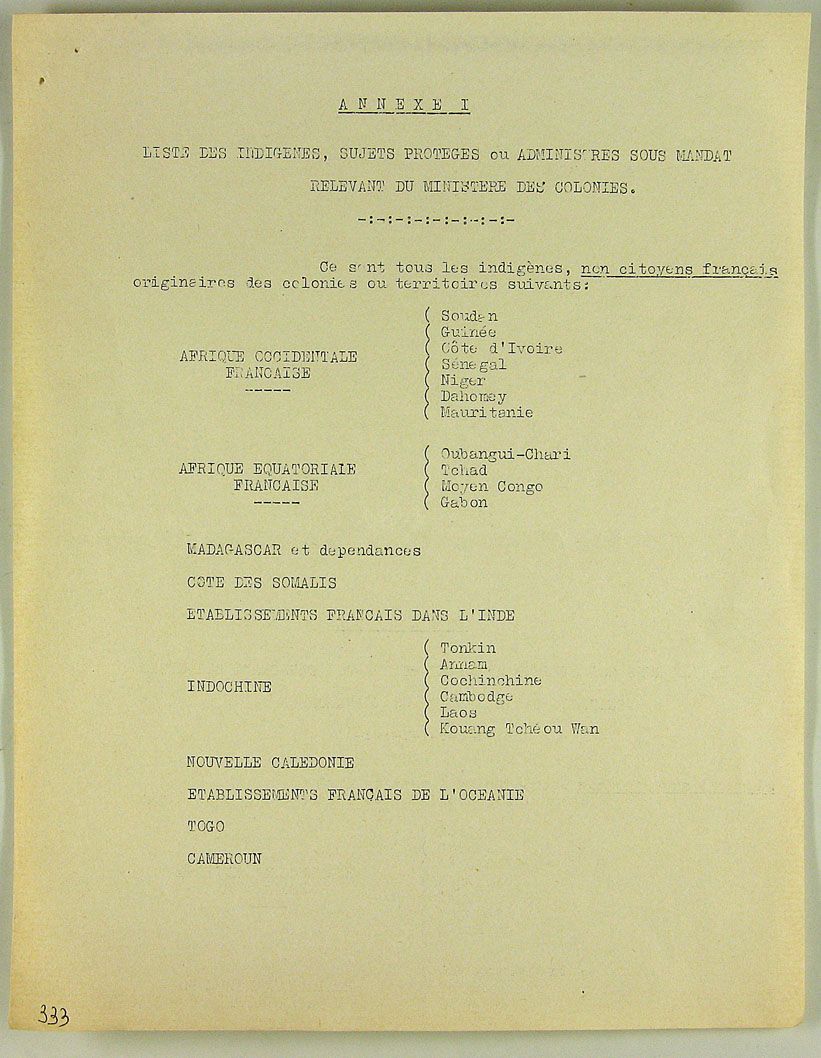 A N N E X E I
LISTE DES INDIGENES, SUJETS PROTEGES ou ADMINISTRES SOUS MANDAT
RELEVANT DU MINISTERE DES COLONIES.
-:-:-:-:-:-:-:-:-
Ce sont tous les indigènes, non citoyens français
originaires des colonies ou territoires suivants:
( Soudan
( Guinée
AFRIQUE OCCIDENTALE ( Côte d'Ivoire
FRANCAISE ( Sénegal
----- ( Niger
( Dahomey
( Mauritanie
( Oubangui-Chari
AFRIQUE EQUATORIALE ( Tchad
FRANCAISE ( Moyen Congo
----- ( Gabon
MADAGASCAR et dependances
COTE DES SOMALIS
ETABLISSEMENTS FRANCAIS DANS L'INDE
( Tonkin
( Annam
( Cochinchine
INDOCHINE ( Cambodge
( Laos
( Kouang Tchéou Wan
NOUVELLE CALEDONIE
ETABLISSEMENTS FRANÇAIS DE L'OCEANIE
TOGO
CAMEROUN
333